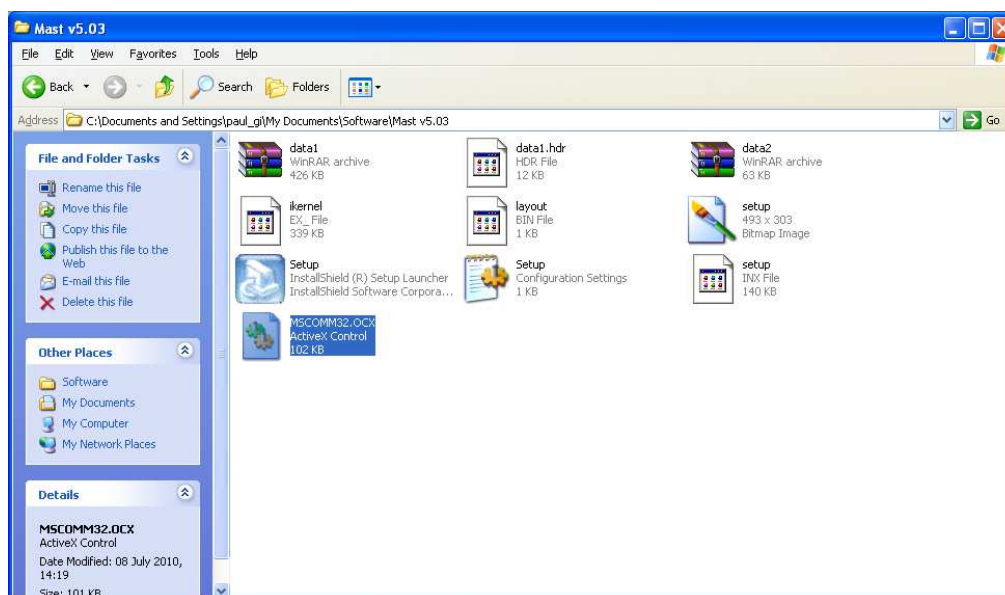 Mast v5.03
File Edit View Favorites Tools Help
Back Search Folders
Address C:\Documents and Settings\paul_gi\My Documents\Software\Mast v5.03 Go
File and Folder Tasks
Rename this file
Move this file
Copy this file
Publish this file to the
Web
E-mail this file
Delete this file
Other Places
Software
My Documents
My Computer
My Network Places
Details
MSCOMM32.OCX
ActiveX Control
Date Modified: 08 July 2010,
14:19
Size: 101 KB
data1
WinRAR archive
426 KB
data1.hdr
HDR File
12 KB
data2
WinRAR archive
63 KB
ikernel
EX_ File
339 KB
layout
BIN File
1 KB
setup
493 x 303
Bitmap Image
Setup
InstallShield (R) Setup Launcher
InstallShield Software Corpora...
Setup
Configuration Settings
1 KB
setup
INX File
140 KB
MSCOMM32.OCX
ActiveX Control
102 KB